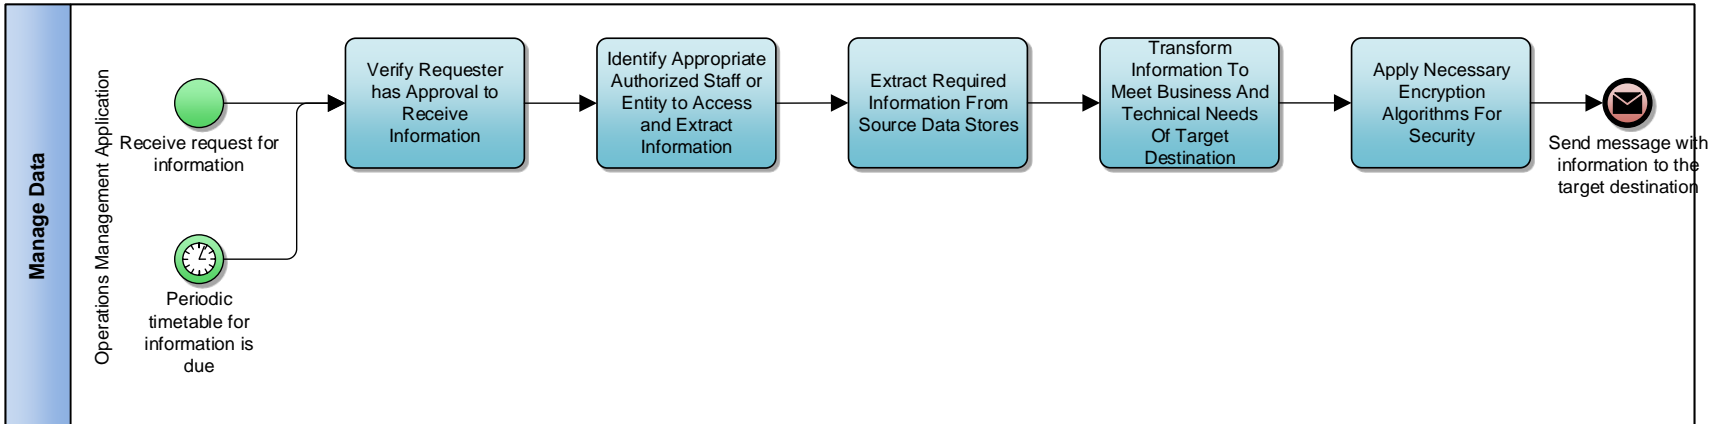 Manage Data
Operations Management Application
Receive request for
information
Periodic
timetable for
information is
due
Verify Requester
has Approval to
Receive
Information
Identify Appropriate
Authorized Staff or
Entity to Access
and Extract
Information
Extract Required
Information From
Source Data Stores
Transform
Information To
Meet Business And
Technical Needs
Of Target
Destination
Apply Necessary
Encryption
Algorithms For
Security
Send message with
information to the
target destination